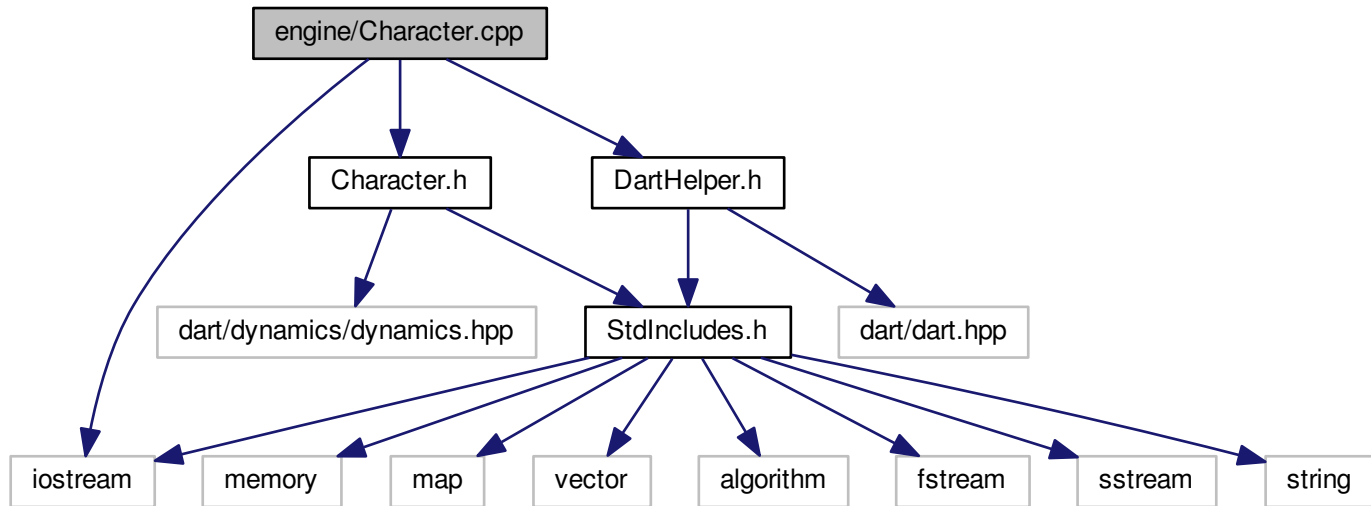 engine/Character.cpp
Character.h
DartHelper.h
dart/dynamics/dynamics.hpp
StdIncludes.h
dart/dart.hpp
iostream
memory
map
vector
algorithm
fstream
sstream
string